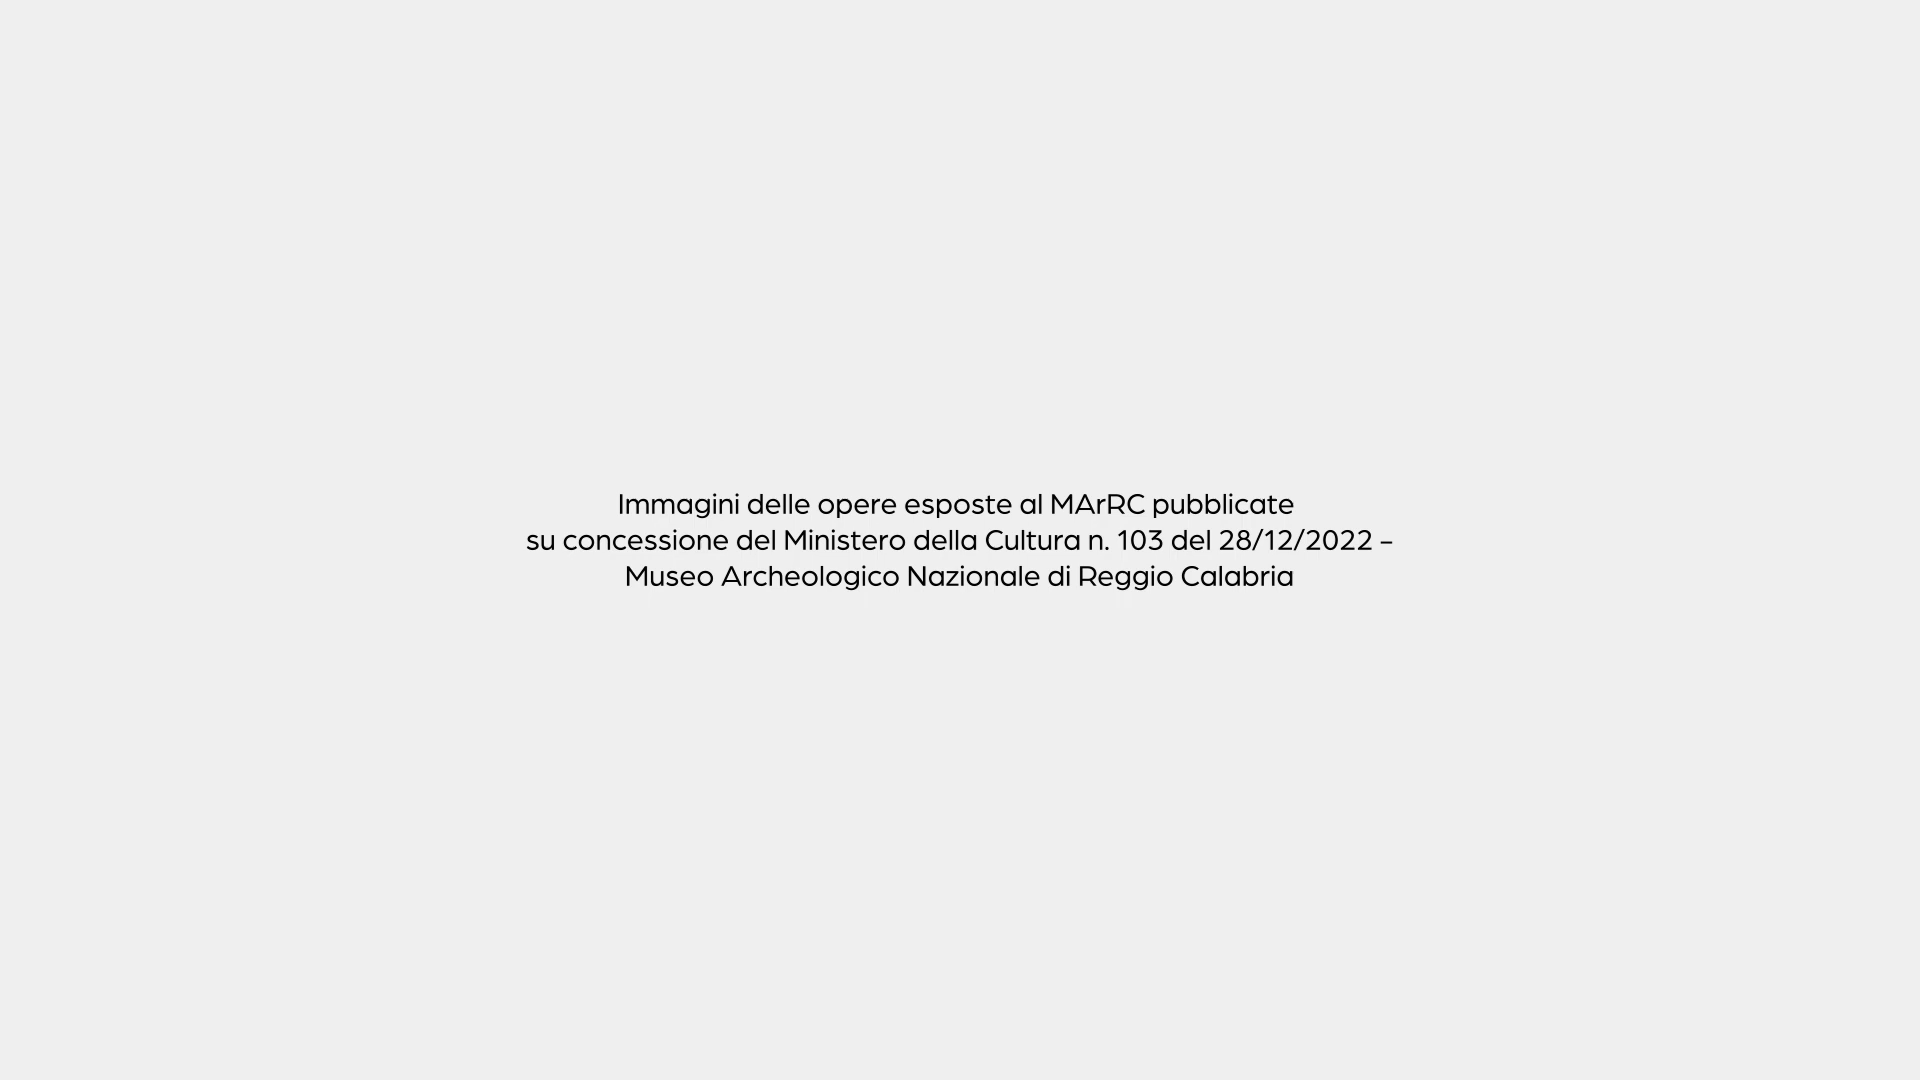 Immagini delle opere esposte al MArRC pubblicate
su concessione del Ministero della Cultura n. 103 del 28/12/2022 –
Museo Archeologico Nazionale di Reggio Calabria